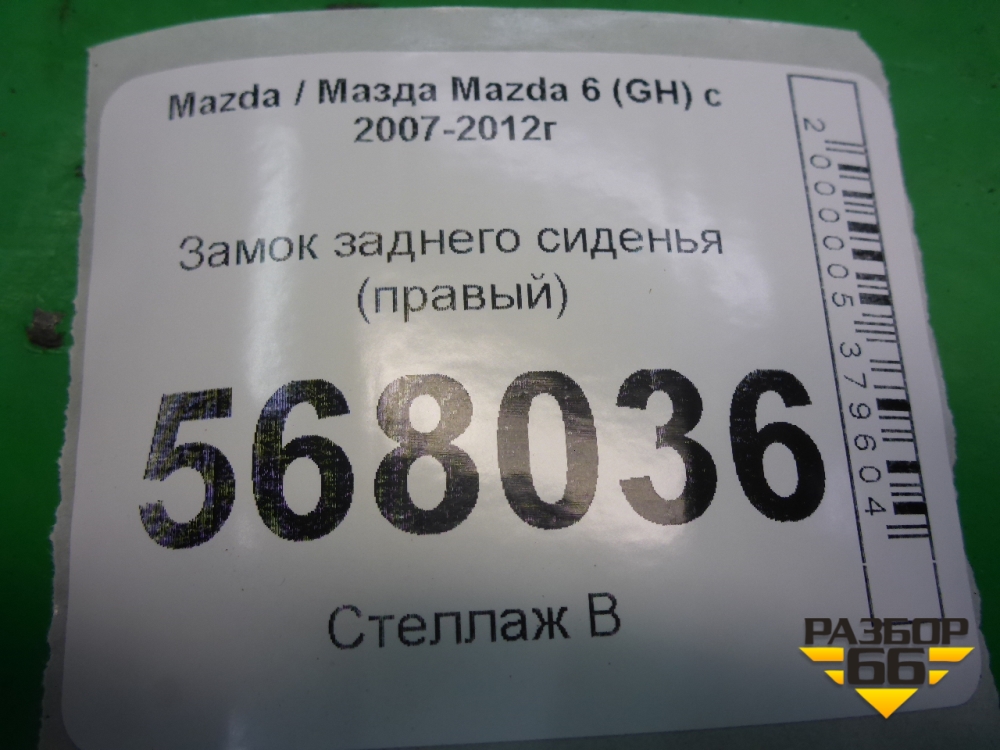 Mazda / Мазда Mazda 6 (GH) с
2007-2012г
Замок заднего сиденья
(правый)
568036
Стеллаж В
2000005379604
РАЗБОР
66